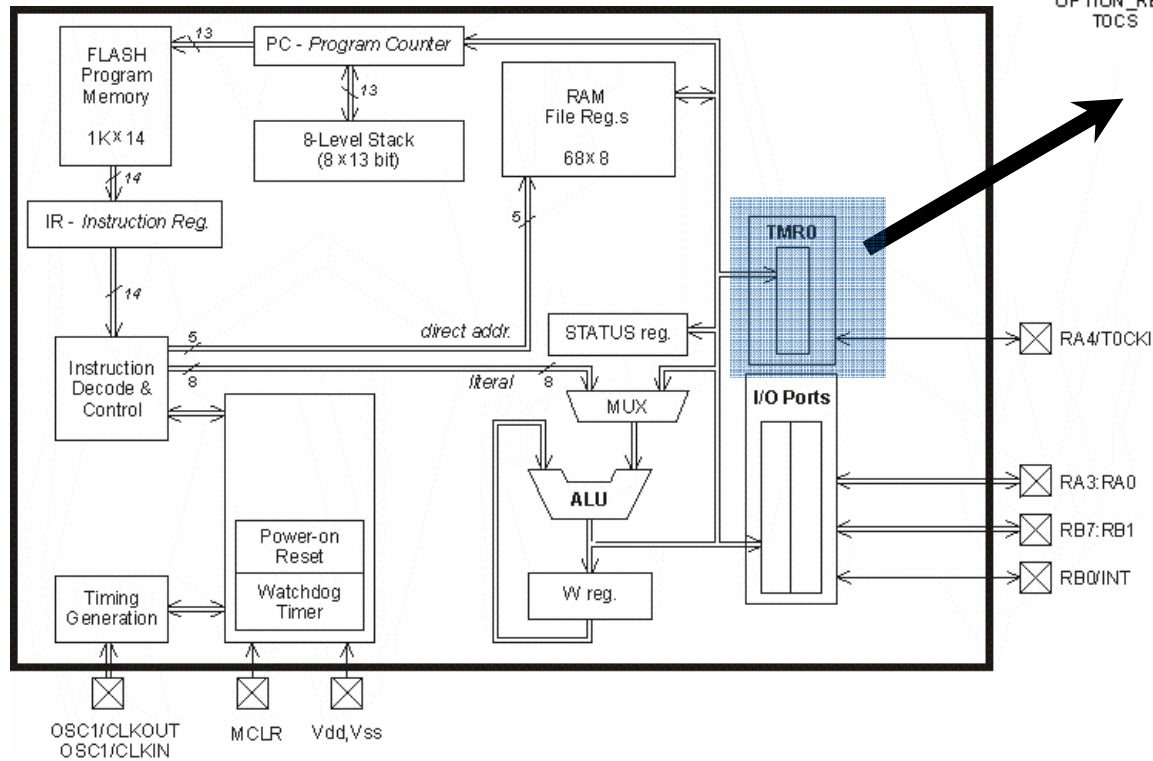 OPTION_RE
TOCS
FLASH
Program
Memory
1K×14
13
PC - Program Counter
13
8-Level Stack
(8 ×13 bit)
RAM
File Reg.s
68×8
14
IR - Instruction Reg.
14
5
TMR0
direct addr.
STATUS reg.
RA4/T0CKI
5
8
literal
8
Instruction
Decode &
Control
MUX
I/O Ports
ALU
RA3:RA0
RB7:RB1
RB0/INT
Power-on
Reset
Watchdog
Timer
W reg.
Timing
Generation
OSC1/CLKOUT
OSC1/CLKIN
MCLR
Vdd,Vss